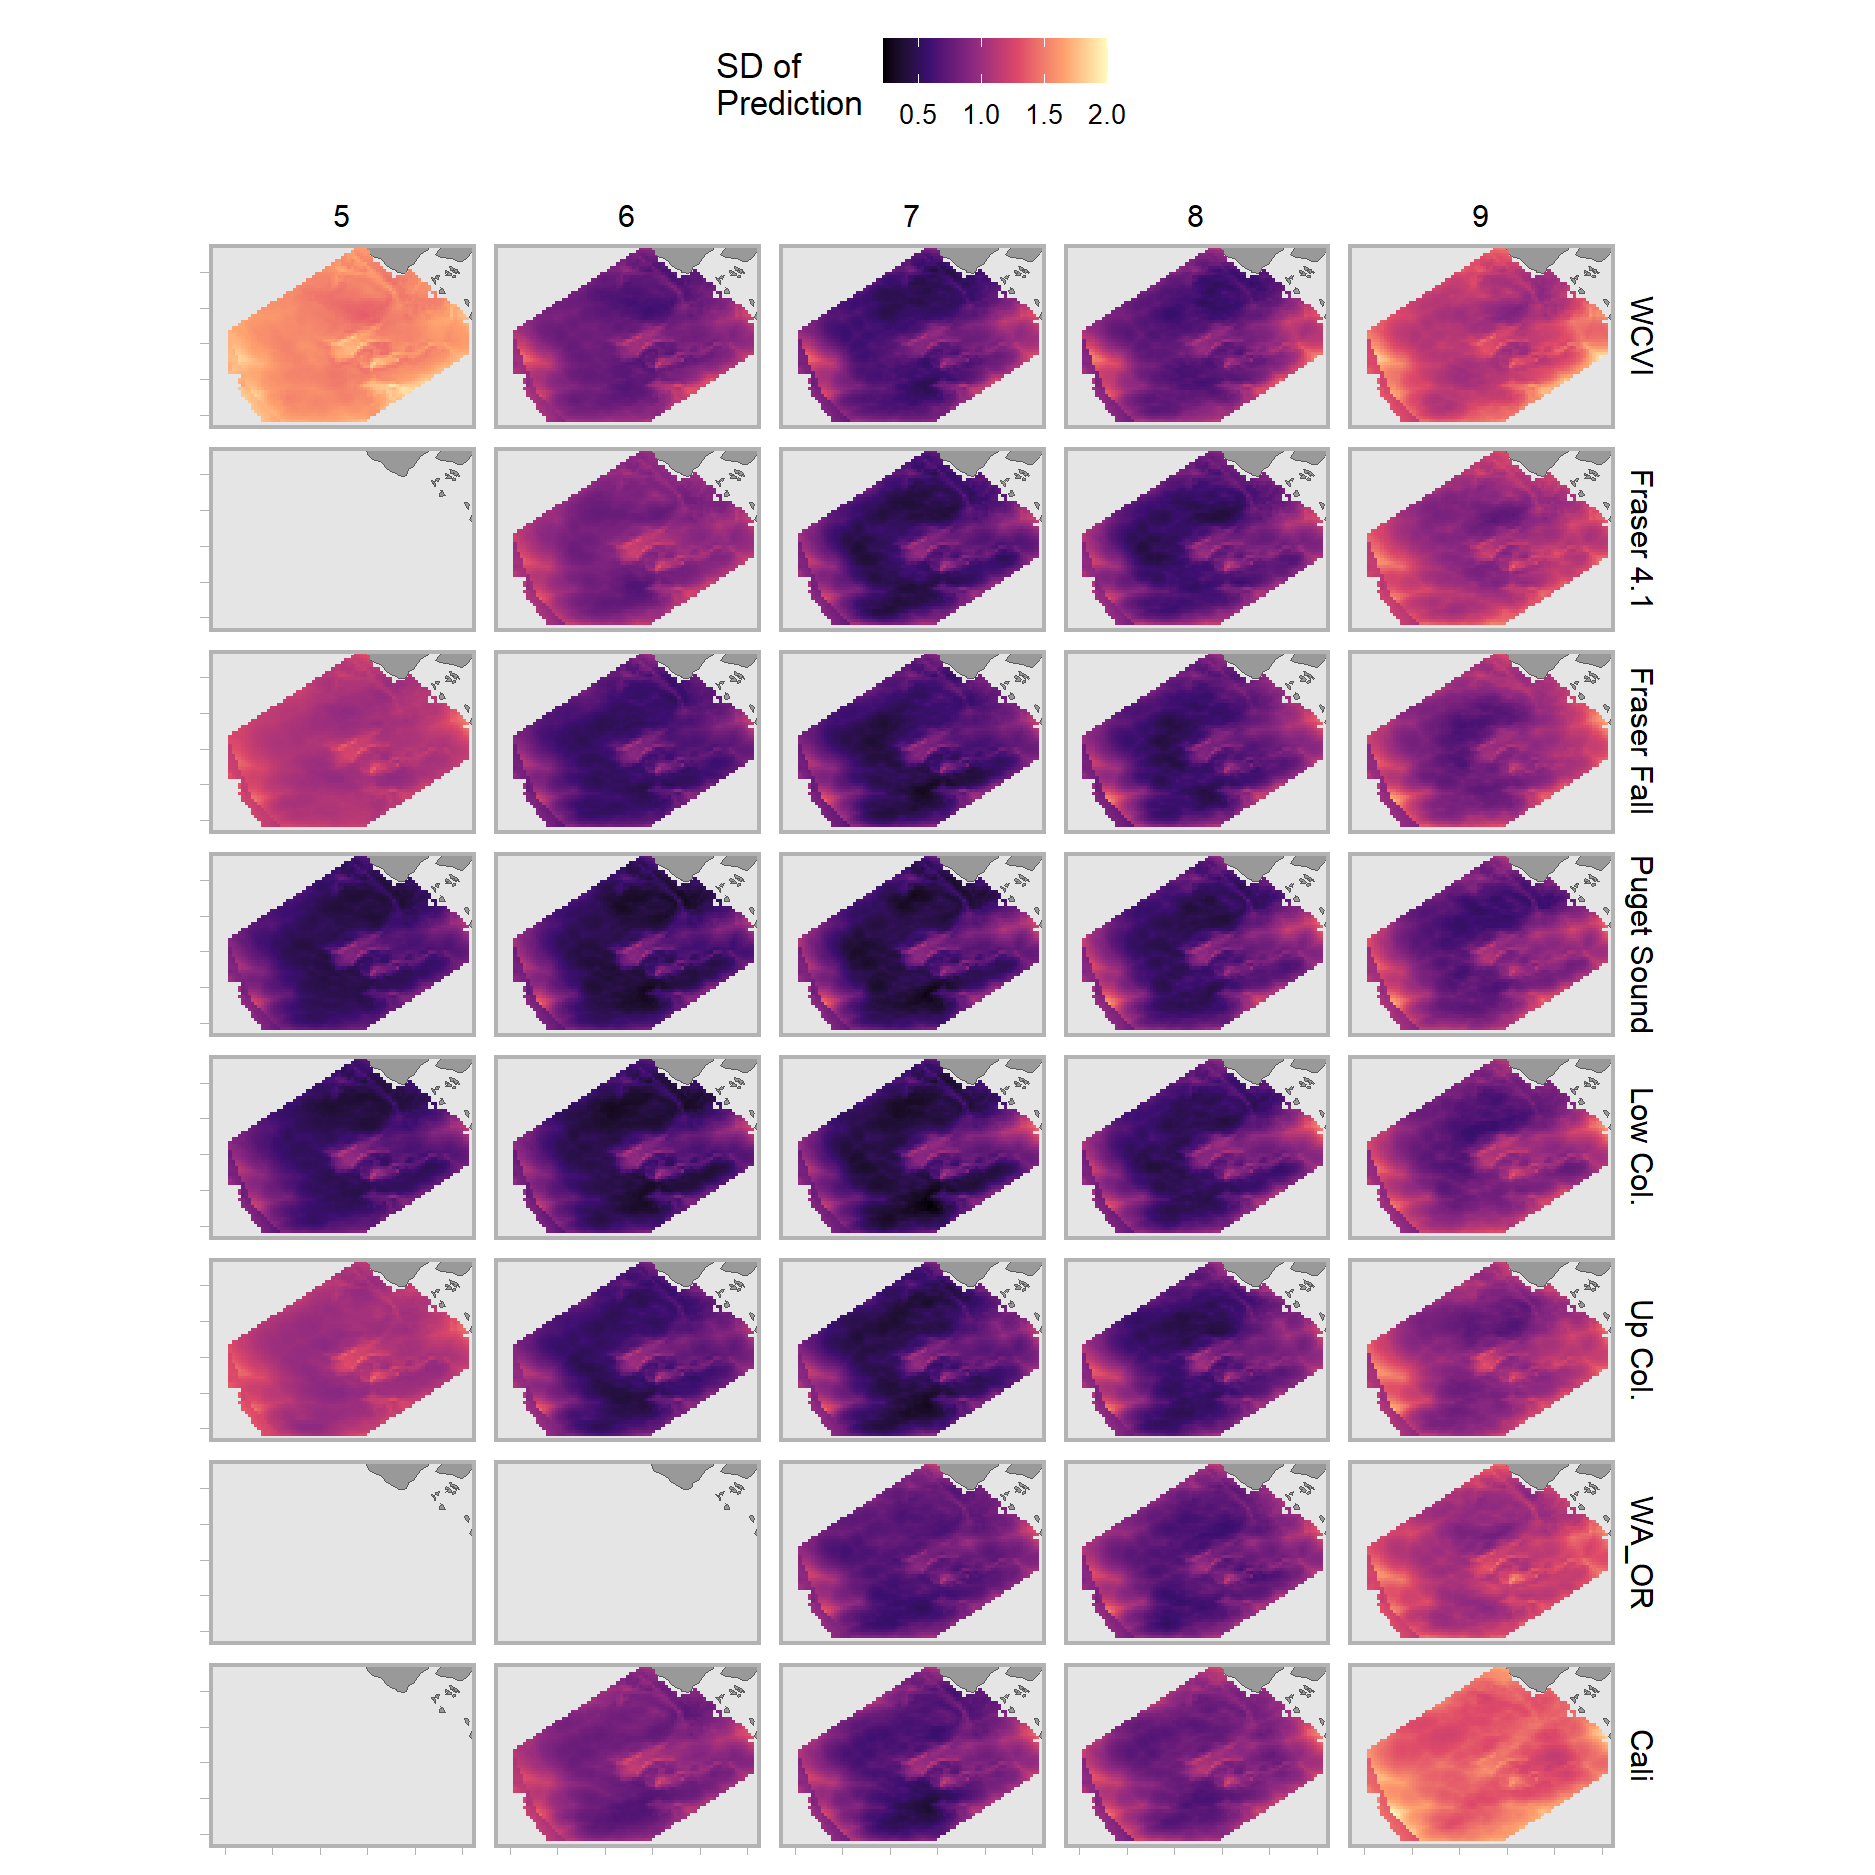 SD of
Prediction
0.5 1.0 1.5 2.0
5 6 7 8 9
WCVI
Fraser 4.1
Fraser Fall
Puget Sound
Low Col.
Up Col.
WA_OR
Cali